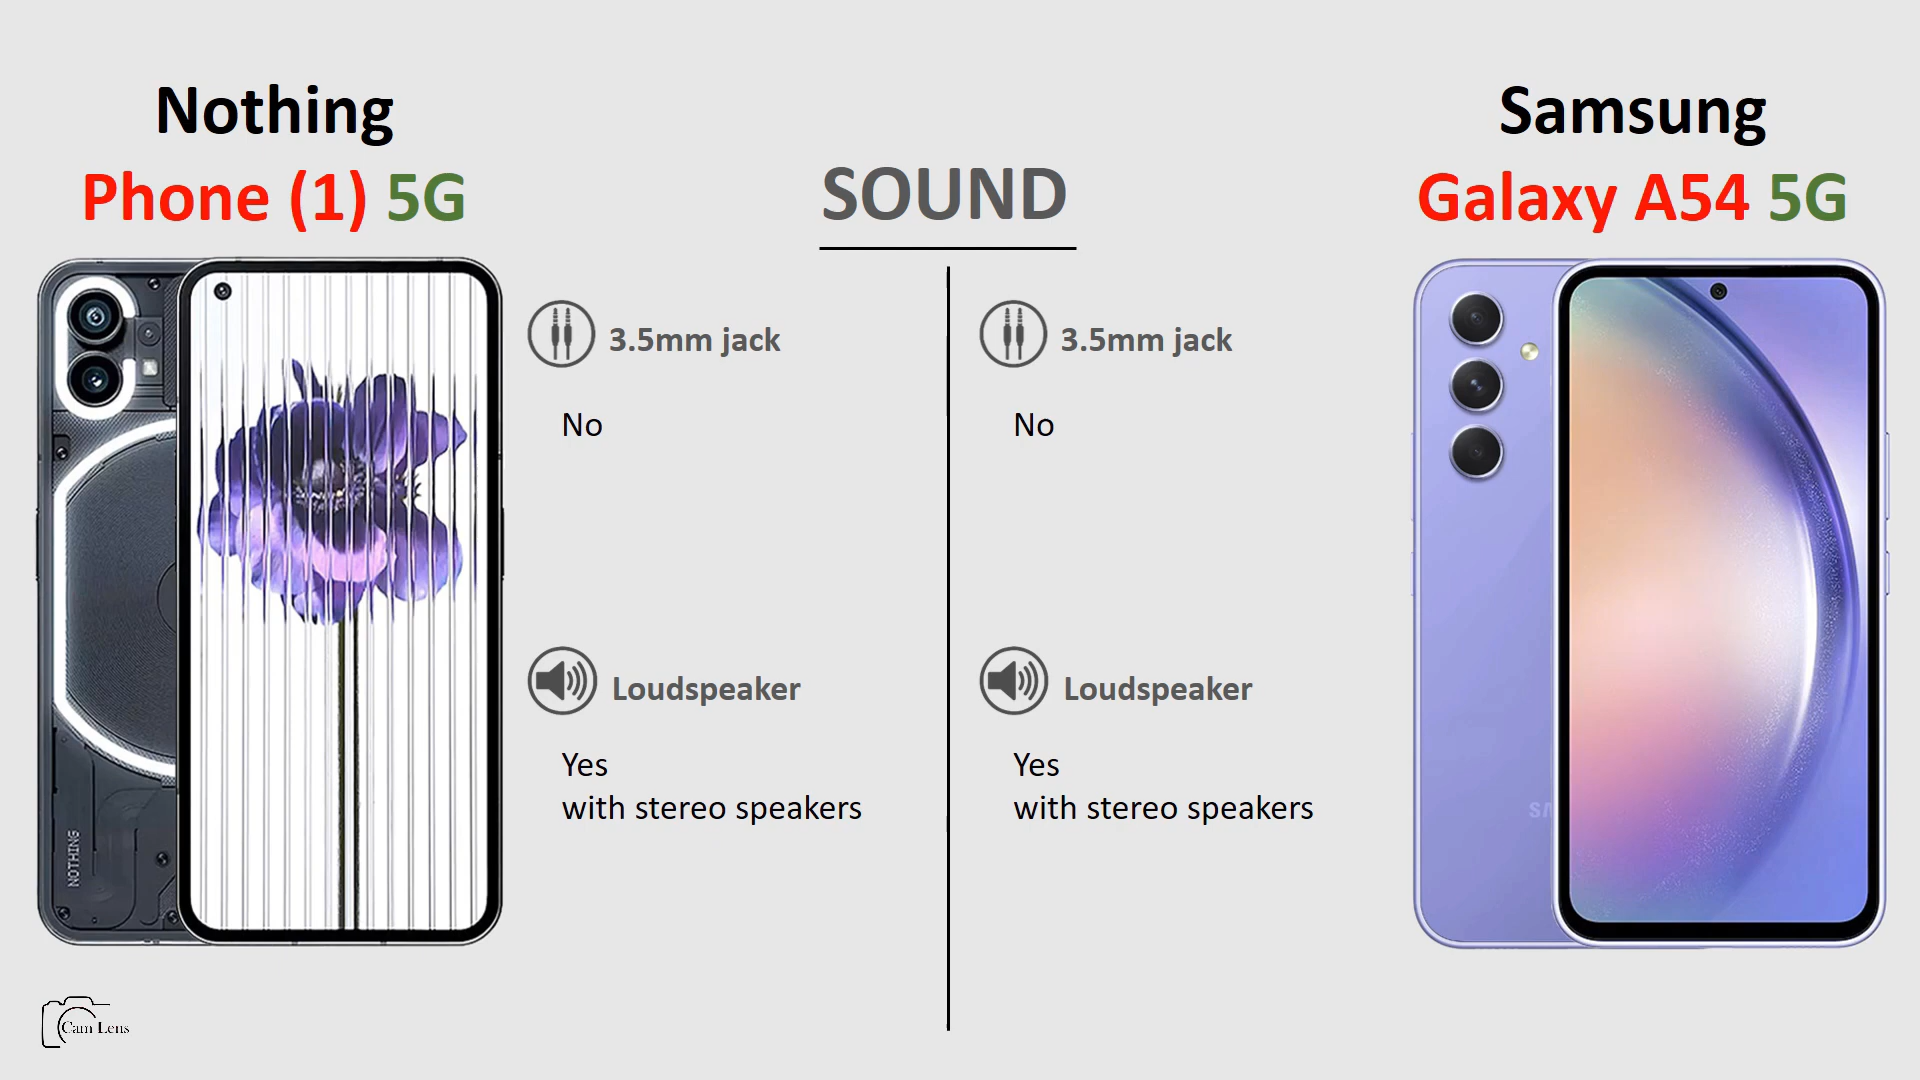 Nothing
Phone (1) 5G
Samsung
Galaxy A54 5G
SOUND
3.5mm jack
No
Loudspeaker
Yes
with stereo speakers
3.5mm jack
No
Loudspeaker
Yes
with stereo speakers
NOTHING
SA
Cam Lens